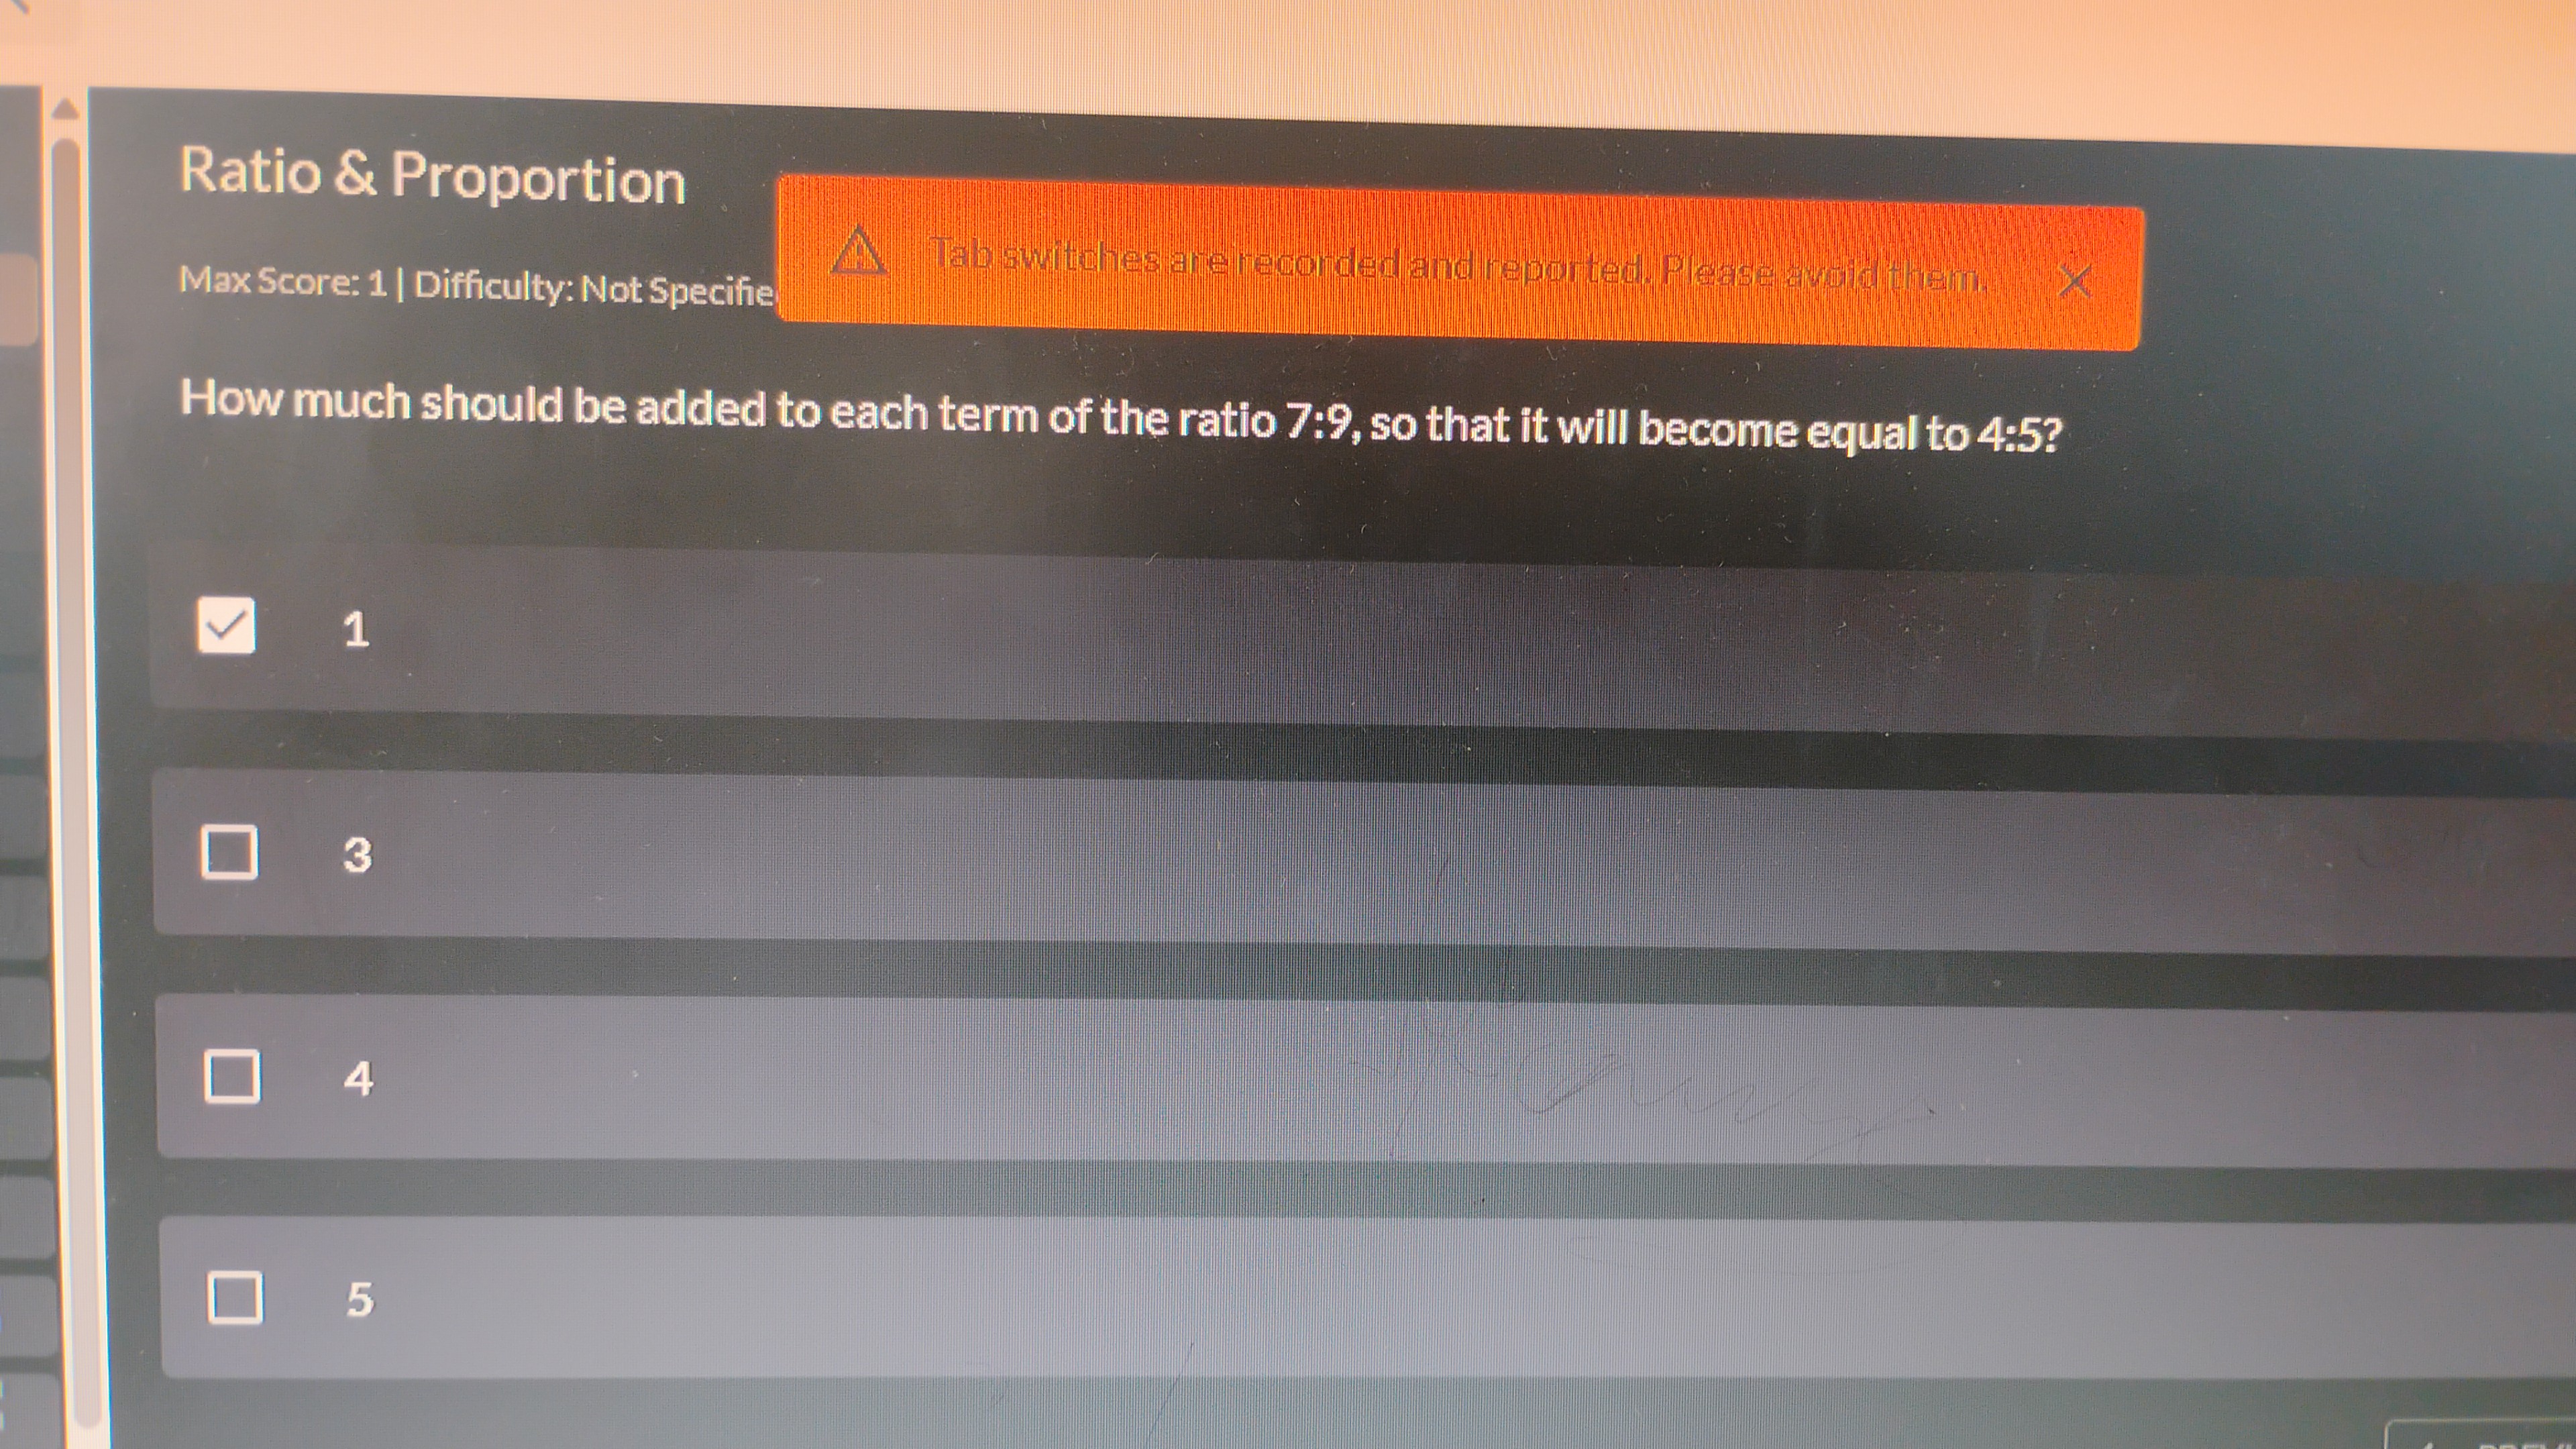 Ratio & Proportion
Tab switches are recorded and reported. Please avoid them.
Max Score: 1 | Difficulty: Not Specifie
How much should be added to each term of the ratio 7:9, so that it will become equal to 4:5?
1
3
4
5